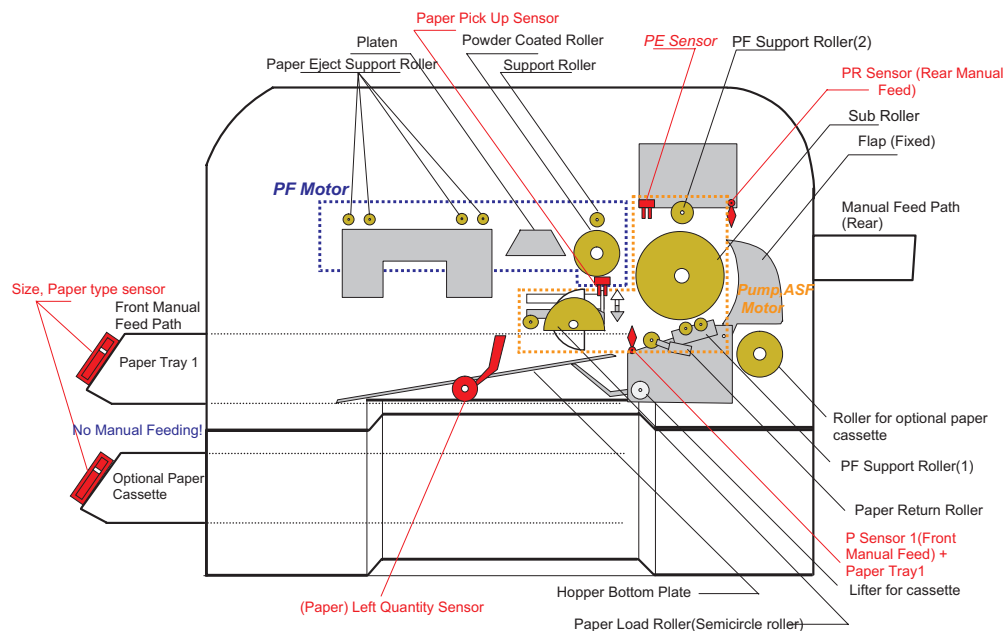 Paper Pick Up Sensor
Platen
Powder Coated Roller
PE Sensor
PF Support Roller(2)
Paper Eject Support Roller
Support Roller
PR Sensor (Rear Manual
Feed)
Sub Roller
Flap (Fixed)
PF Motor
Manual Feed Path
(Rear)
Size, Paper type sensor
Front Manual
Feed Path
Pump,ASF
Motor
Paper Tray 1
No Manual Feeding!
Roller for optional paper
cassette
Optional Paper
Cassette
PF Support Roller(1)
Paper Return Roller
P Sensor 1(Front
Manual Feed) +
Paper Tray1
Hopper Bottom Plate
Lifter for cassette
(Paper) Left Quantity Sensor
Paper Load Roller(Semicircle roller)